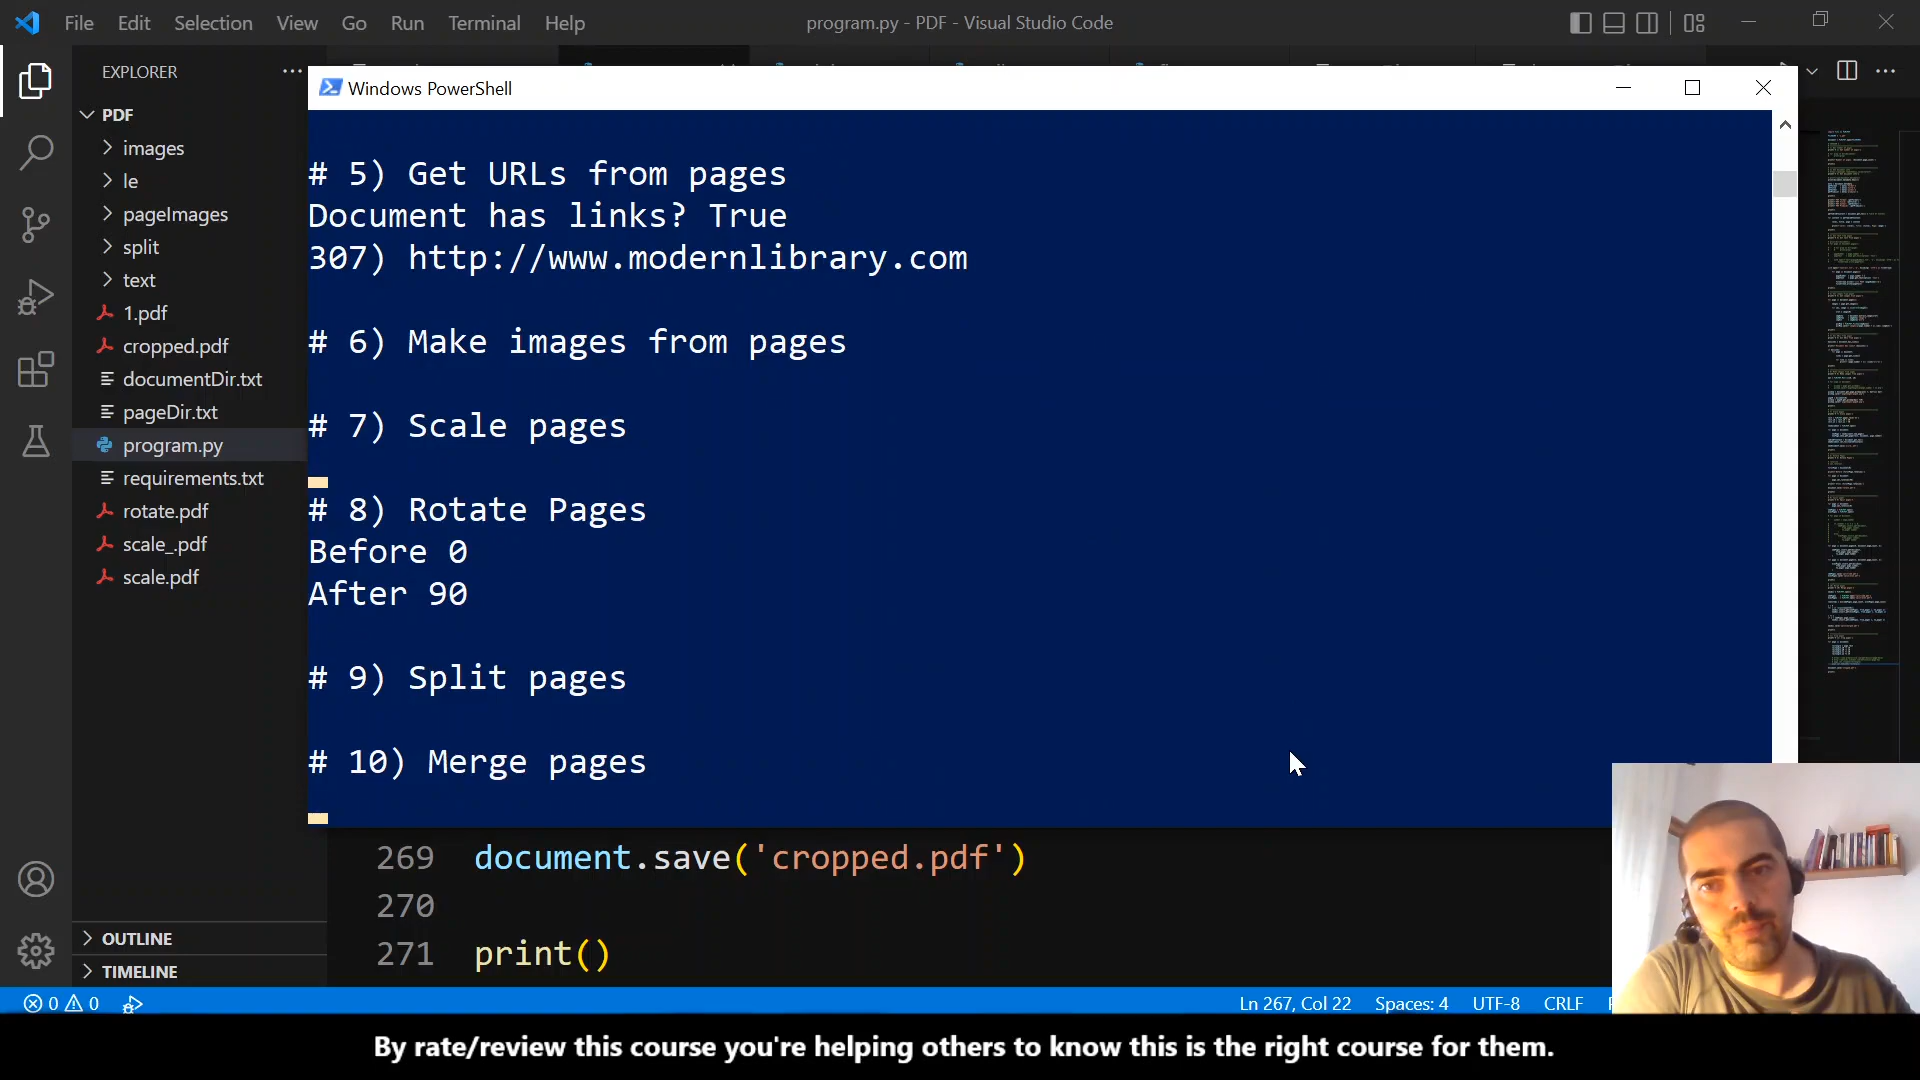 File Edit Selection View Go Run Terminal Help
program.py - PDF - Visual Studio Code
EXPLORER
PDF
images
le
pageImages
split
text
1.pdf
cropped.pdf
documentDir.txt
pageDir.txt
program.py
requirements.txt
rotate.pdf
scale_.pdf
scale.pdf
OUTLINE
TIMELINE
Windows PowerShell
# 5) Get URLs from pages
Document has links? True
307) http://www.modernlibrary.com
# 6) Make images from pages
# 7) Scale pages
# 8) Rotate Pages
Before 0
After 90
# 9) Split pages
# 10) Merge pages
269 document.save('cropped.pdf')
270
271 print()
0 0
Ln 267, Col 22 Spaces: 4 UTF-8 CRLF
By rate/review this course you're helping others to know this is the right course for them.